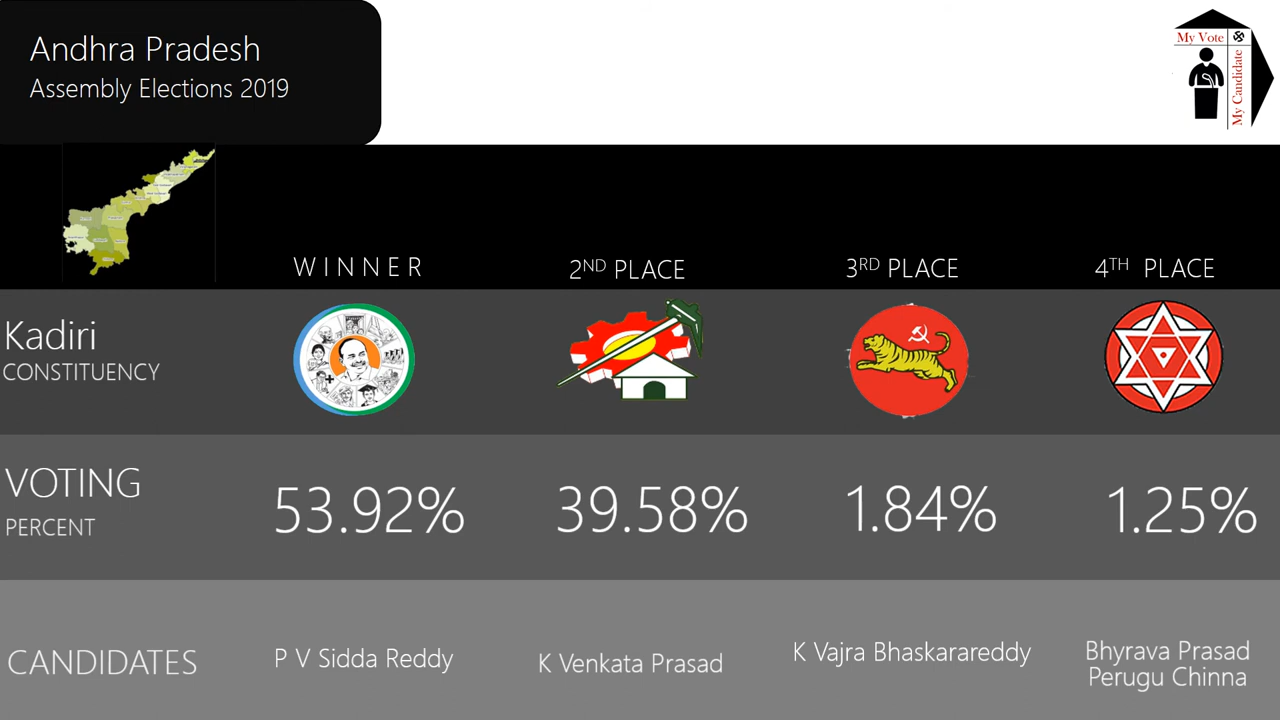 Andhra Pradesh
Assembly Elections 2019
My Vote
My Candidate
WINNER
2ND PLACE
3RD PLACE
4TH PLACE
Kadiri
CONSTITUENCY
VOTING
PERCENT
53.92%
39.58%
1.84%
1.25%
CANDIDATES
P V Sidda Reddy
K Venkata Prasad
K Vajra Bhaskarareddy
Bhyrava Prasad
Perugu Chinna